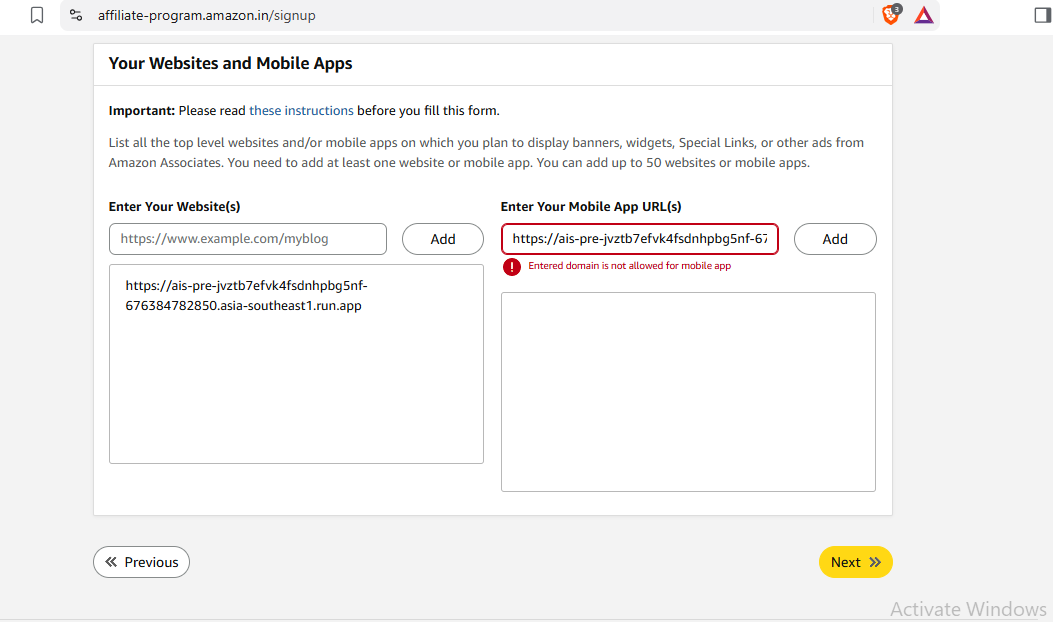 affiliate-program.amazon.in/signup
3
Your Websites and Mobile Apps
Important: Please read these instructions before you fill this form.
List all the top level websites and/or mobile apps on which you plan to display banners, widgets, Special Links, or other ads from
Amazon Associates. You need to add at least one website or mobile app. You can add up to 50 websites or mobile apps.
Enter Your Website(s)
https://www.example.com/myblog
Add
https://ais-pre-jvztb7efvk4fsdnhpbg5nf-
676384782850.asia-southeast1.run.app
Enter Your Mobile App URL(s)
https://ais-pre-jvztb7efvk4fsdnhpbg5nf-67
Add
! Entered domain is not allowed for mobile app
« Previous
Next »
Activate Windows